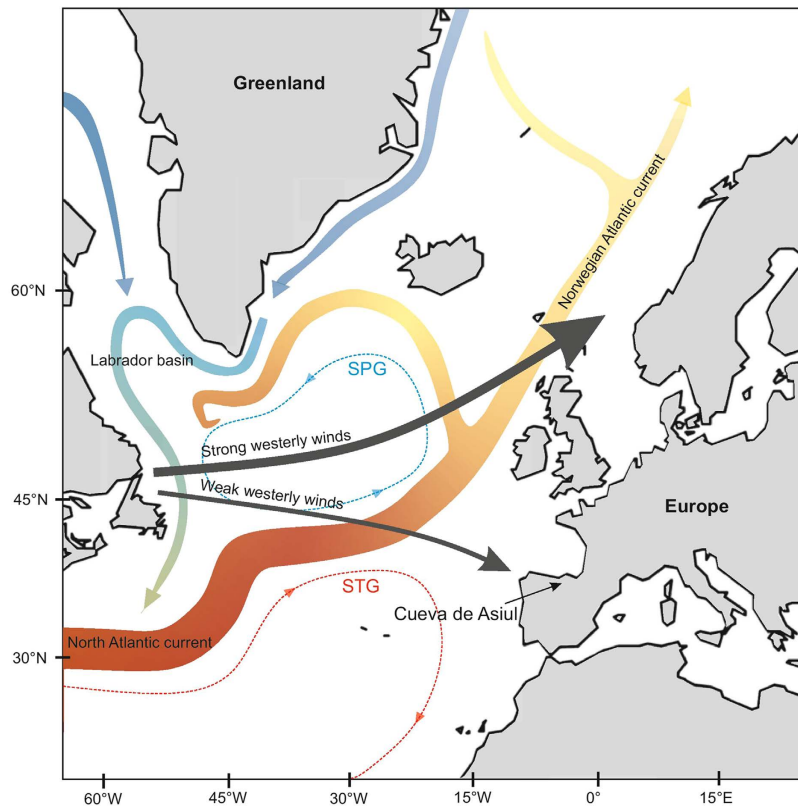 Greenland
Norwegian Atlantic current
60°N
Labrador basin
SPG
Strong westerly winds
Weak westerly winds
45°N
Europe
STG
Cueva de Asiul
North Atlantic current
30°N
60°W
45°W
30°W
15°W
0°
15°E